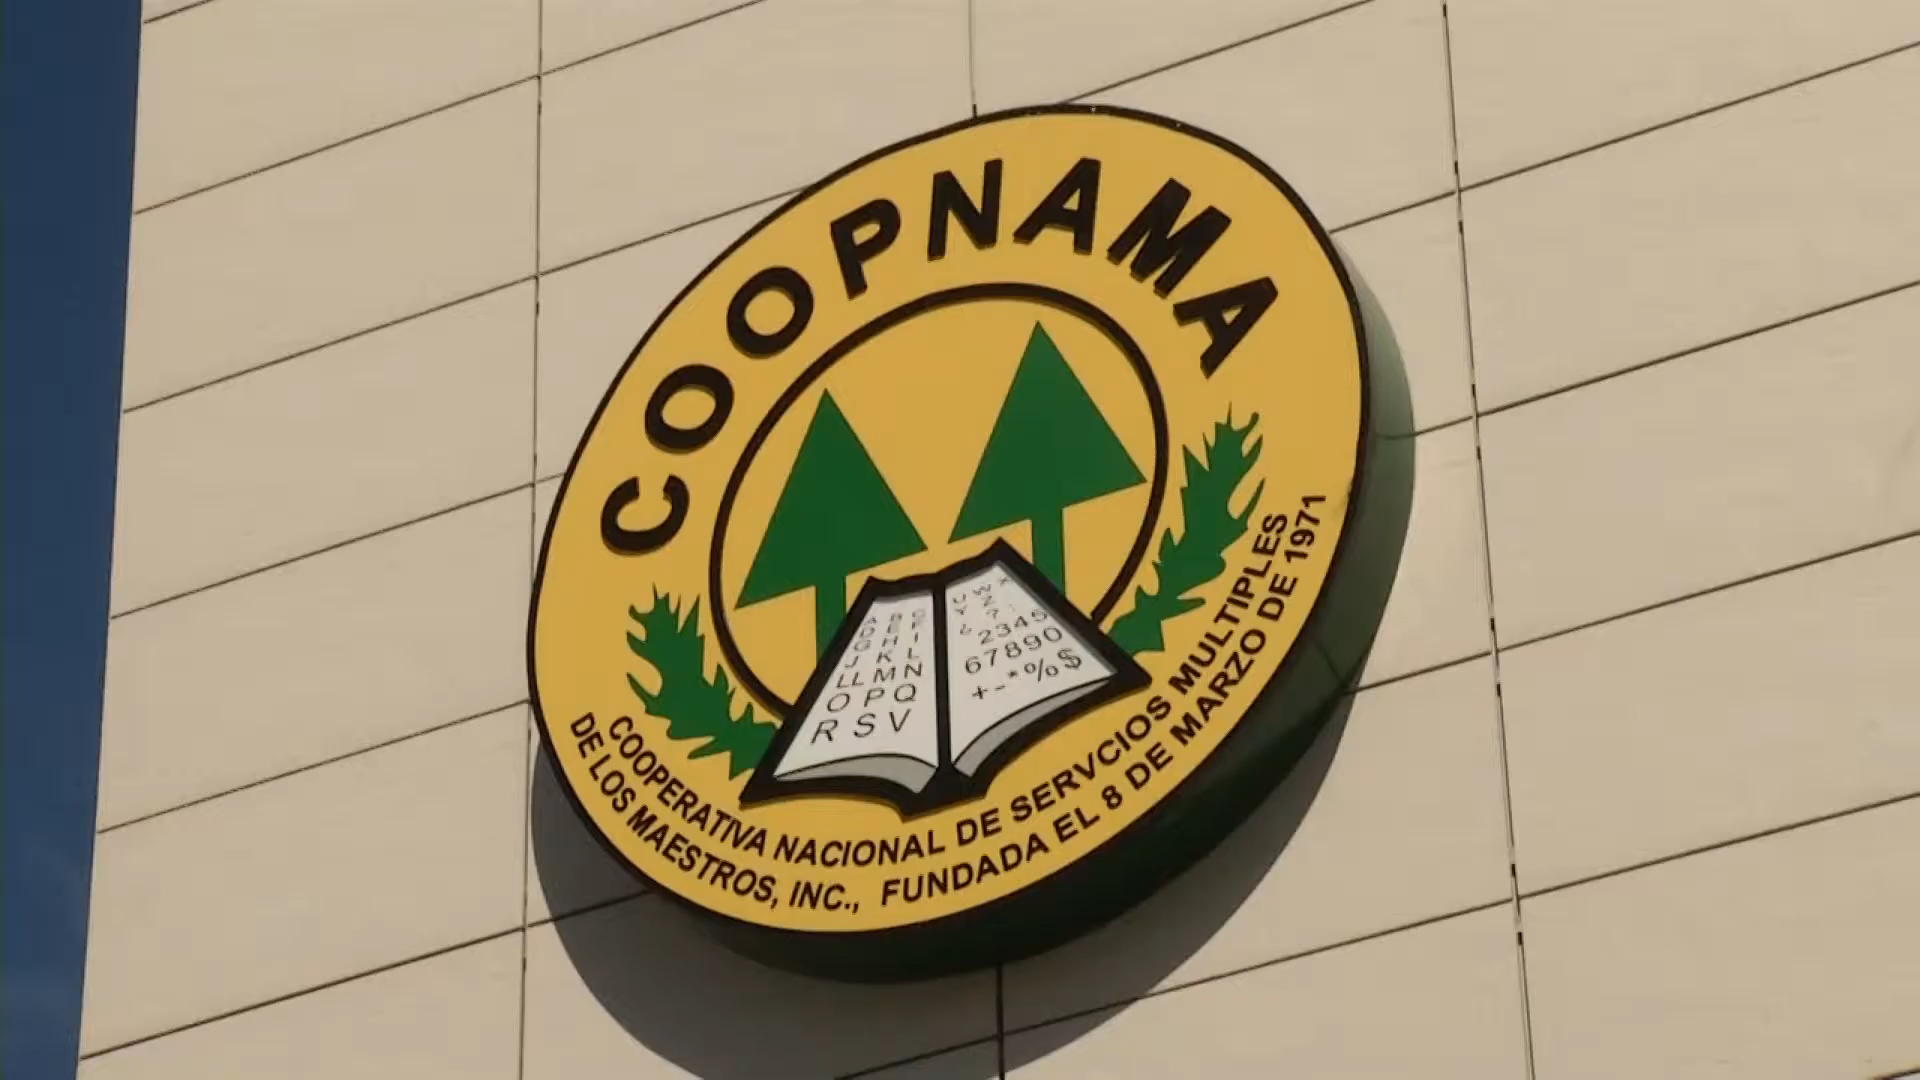 COOPNAMA
A B C
D E F
G H I
J K L
LL M N
O P Q
R S V
2345
67890
+-*%$
COOPERATIVA NACIONAL DE SERVCIOS MULTIPLES
DE LOS MAESTROS, INC., FUNDADA EL 8 DE MARZO DE 1971